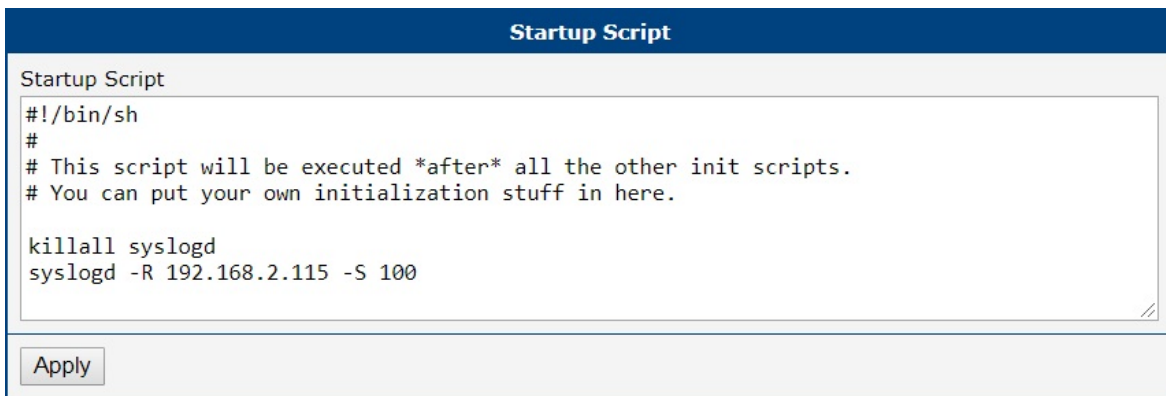 Startup Script
Startup Script
#!/bin/sh
#
# This script will be executed *after* all the other init scripts.
# You can put your own initialization stuff in here.
killall syslogd
syslogd -R 192.168.2.115 -S 100
Apply